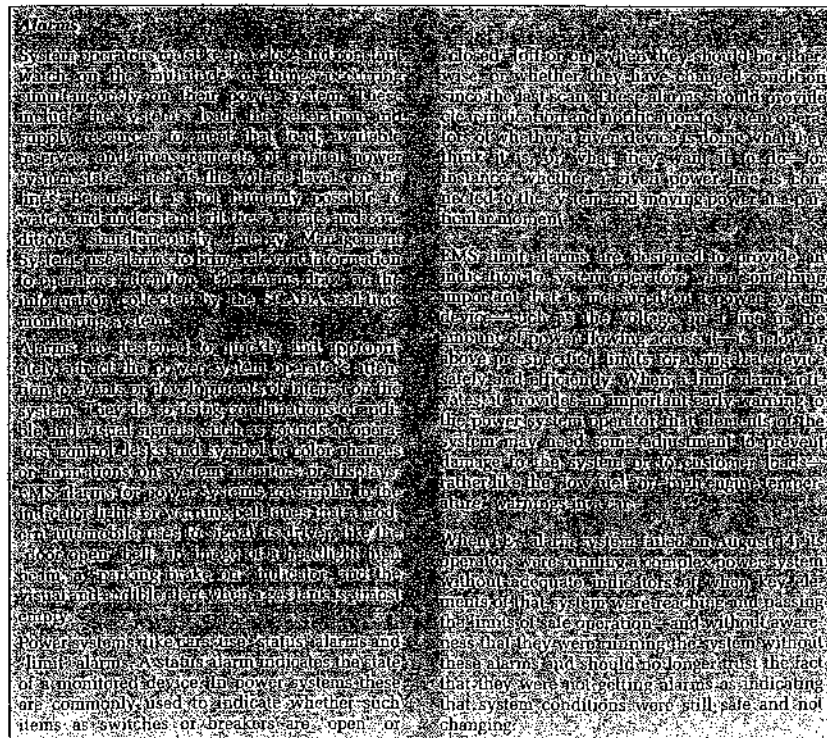 Alarms
System operators must keep a close and constant
watch on the multitude of things occurring
simultaneously on their power system. These
include the system's load, the generation and
supply resources to meet that load, available
reserves, and measurements of critical power
system states, such as the voltage levels on the
lines. Because it is not humanly possible to
watch and understand all these events and con-
ditions simultaneously, Energy Management
Systems use alarms to bring relevant information
to operators' attention. The alarms draw on the
information collected by the SCADA real-time
monitoring system.
Alarms are designed to quickly and appropri-
ately attract the power system operators' atten-
tion to events or developments of interest on the
system. They do so using combinations of audi-
ble and visual signals, such as sounds at opera-
tors' control desks and symbol or color changes
or animations on system monitors or displays.
EMS alarms for power systems are similar to the
indicator lights or warning bell tones that a mod-
ern automobile uses to signal its driver, like the
"door open" bell, an image of a headlight high
beam, a parking brake on indicator, and the
visual and audible alert when a gas tank is almost
empty.
Power systems, like cars, use "status" alarms and
"limit" alarms. A status alarm indicates the state
of a monitored device. In power systems these
are commonly used to indicate whether such
items as switches or breakers are "open" or
"closed" (off or on) when they should be other-
wise, or whether they have changed condition
since the last scan. These alarms should provide
clear indication and notification to system opera-
tors of whether a given device is doing what they
think it is, or what they want it to do—for
instance, whether a given power line is con-
nected to the system and moving power at a par-
ticular moment.
EMS limit alarms are designed to provide an
indication to system operators when something
important that is measured on a power system
device—such as the voltage on a line or the
amount of power flowing across it—is below or
above pre-specified limits for using that device
safely and efficiently. When a limit alarm acti-
vates, it provides an important early warning to
the power system operator that elements of the
system may need some adjustment to prevent
damage to the system or to customer loads—
rather like the "low fuel" or "high engine temper-
ature" warnings in a car.
When FE's alarm system failed on August 14, its
operators were running a complex power system
without adequate indicators of when key ele-
ments of that system were reaching and passing
the limits of safe operation—and without aware-
ness that they were running the system without
these alarms and should no longer trust the fact
that they were not getting alarms as indicating
that system conditions were still safe and not
changing.